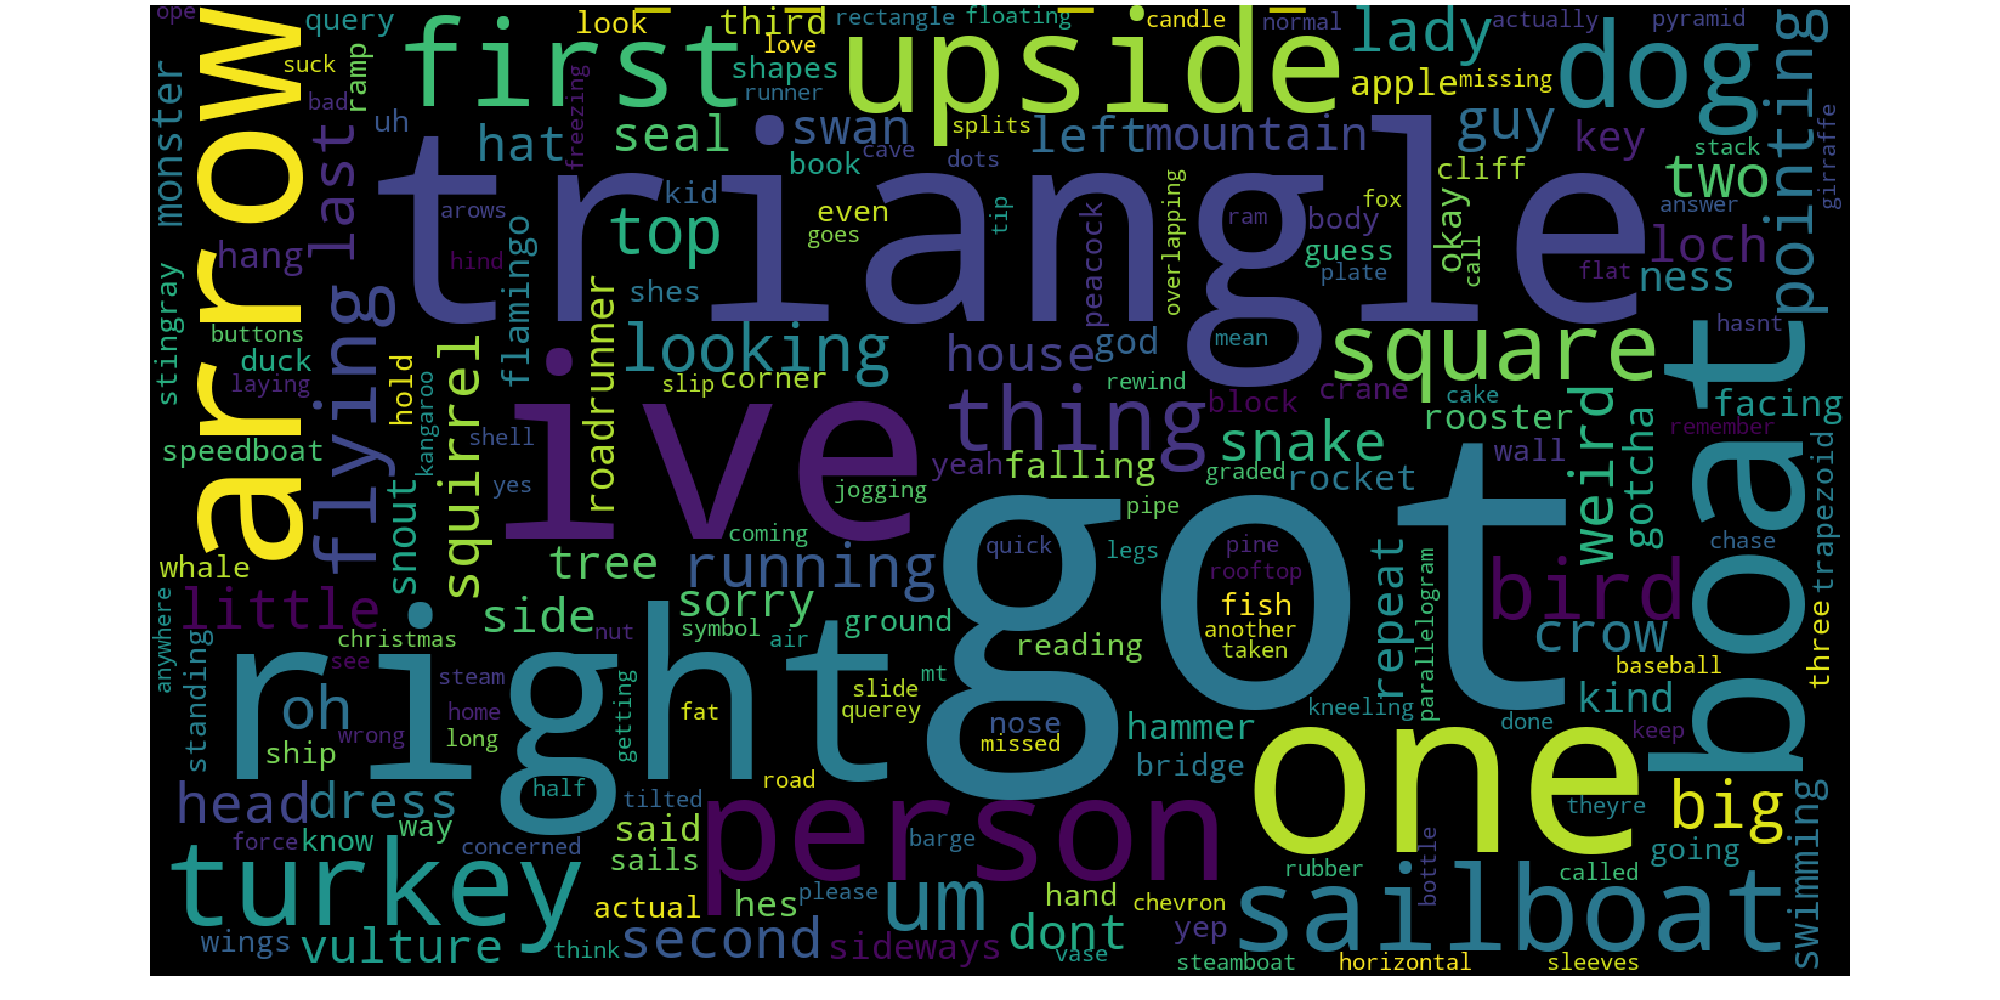 ope
query
look
third
rectangle
floating
candle
normal
lady
actually
pyramid
arrow
suck
ramp
first
love
shapes
runner
upside
apple
missing
dog
pointing
monster
bad
uh
last
hat
freezing
seal
swan
splits
left
mountain
guy
key
stack
two
girraffe
book
cave
dots
cliff
triangle
kid
arows
even
goes
top
tip
overlapping
peacock
ram
fox
body
okay
call
answer
hang
hind
flamingo
guess
plate
loch
ness
flat
stingray
flying
shes
buttons
duck
laying
hold
squirrel
roadrunner
looking
slip
corner
house
god
mean
square
hasnt
boat
kangaroo
shell
ive
thing
rewind
block
crane
cake
rooster
weird
gotcha
facing
remember
speedboat
snout
yes
yeah
falling
snake
graded
rocket
wall
trapezoid
jogging
pipe
coming
got
quick
legs
pine
rooftop
repeat
parallelogram
bird
chase
whale
tree
running
little
side
sorry
symbol
air
ground
fish
another
taken
crow
three
anywhere
standing
christmas
nut
see
right
reading
baseball
oh
steam
home
wrong
long
getting
fat
slide
querey
mt
nose
missed
hammer
kneeling
done
kind
keep
ship
half
road
bridge
one
head
dress
tilted
person
theyre
big
swimming
force
know
way
concerned
said
sails
barge
bottle
going
turkey
actual
hes
please
um
hand
chevron
rubber
called
sailboat
wings
vulture
think
second
sideways
dont
vase
yep
steamboat
horizontal
sleeves